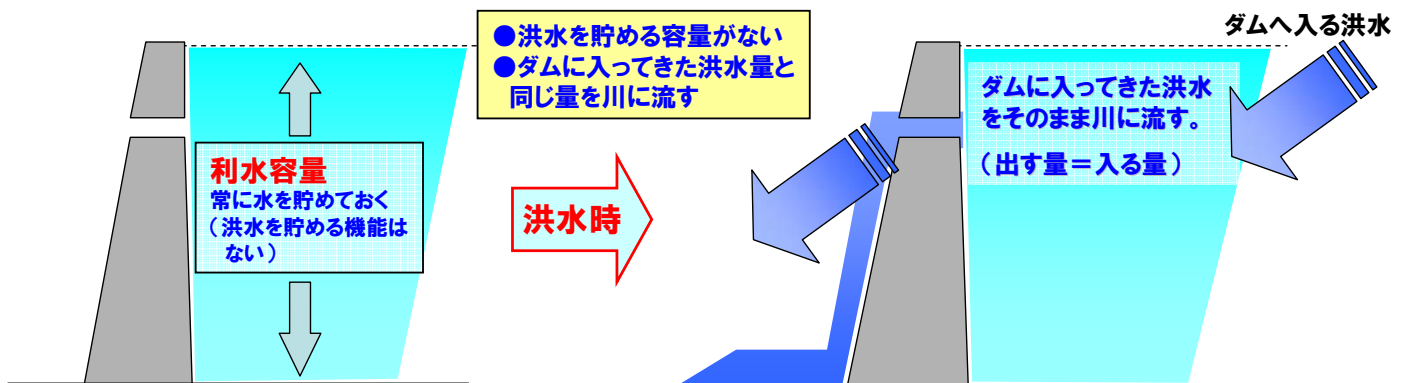 ●洪水を貯める容量がない
●ダムに入ってきた洪水量と
同じ量を川に流す
利水容量
常に水を貯めておく
（洪水を貯める機能は
ない）
洪水時
ダムへ入る洪水
ダムに入ってきた洪水
をそのまま川に流す。
（出す量＝入る量）